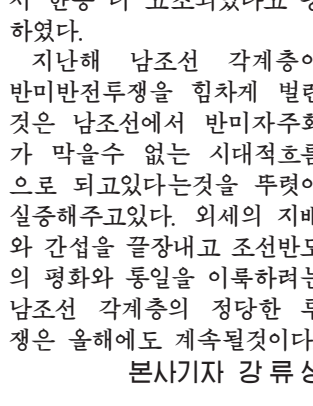 하였다.
지난해 남조선 각계층이
반미반전투쟁을 힘차게 벌린
것은 남조선에서 반미자주화
가 막을수 없는 시대적흐름
으로 되고있다는것을 뚜렷이
실증해주고있다. 외세의 지배
와 간섭을 끝장내고 조선반도
의 평화와 통일을 이룩하려는
남조선 각계층의 정당한 투
쟁은 올해에도 계속될것이다
본사기자 강 류 성